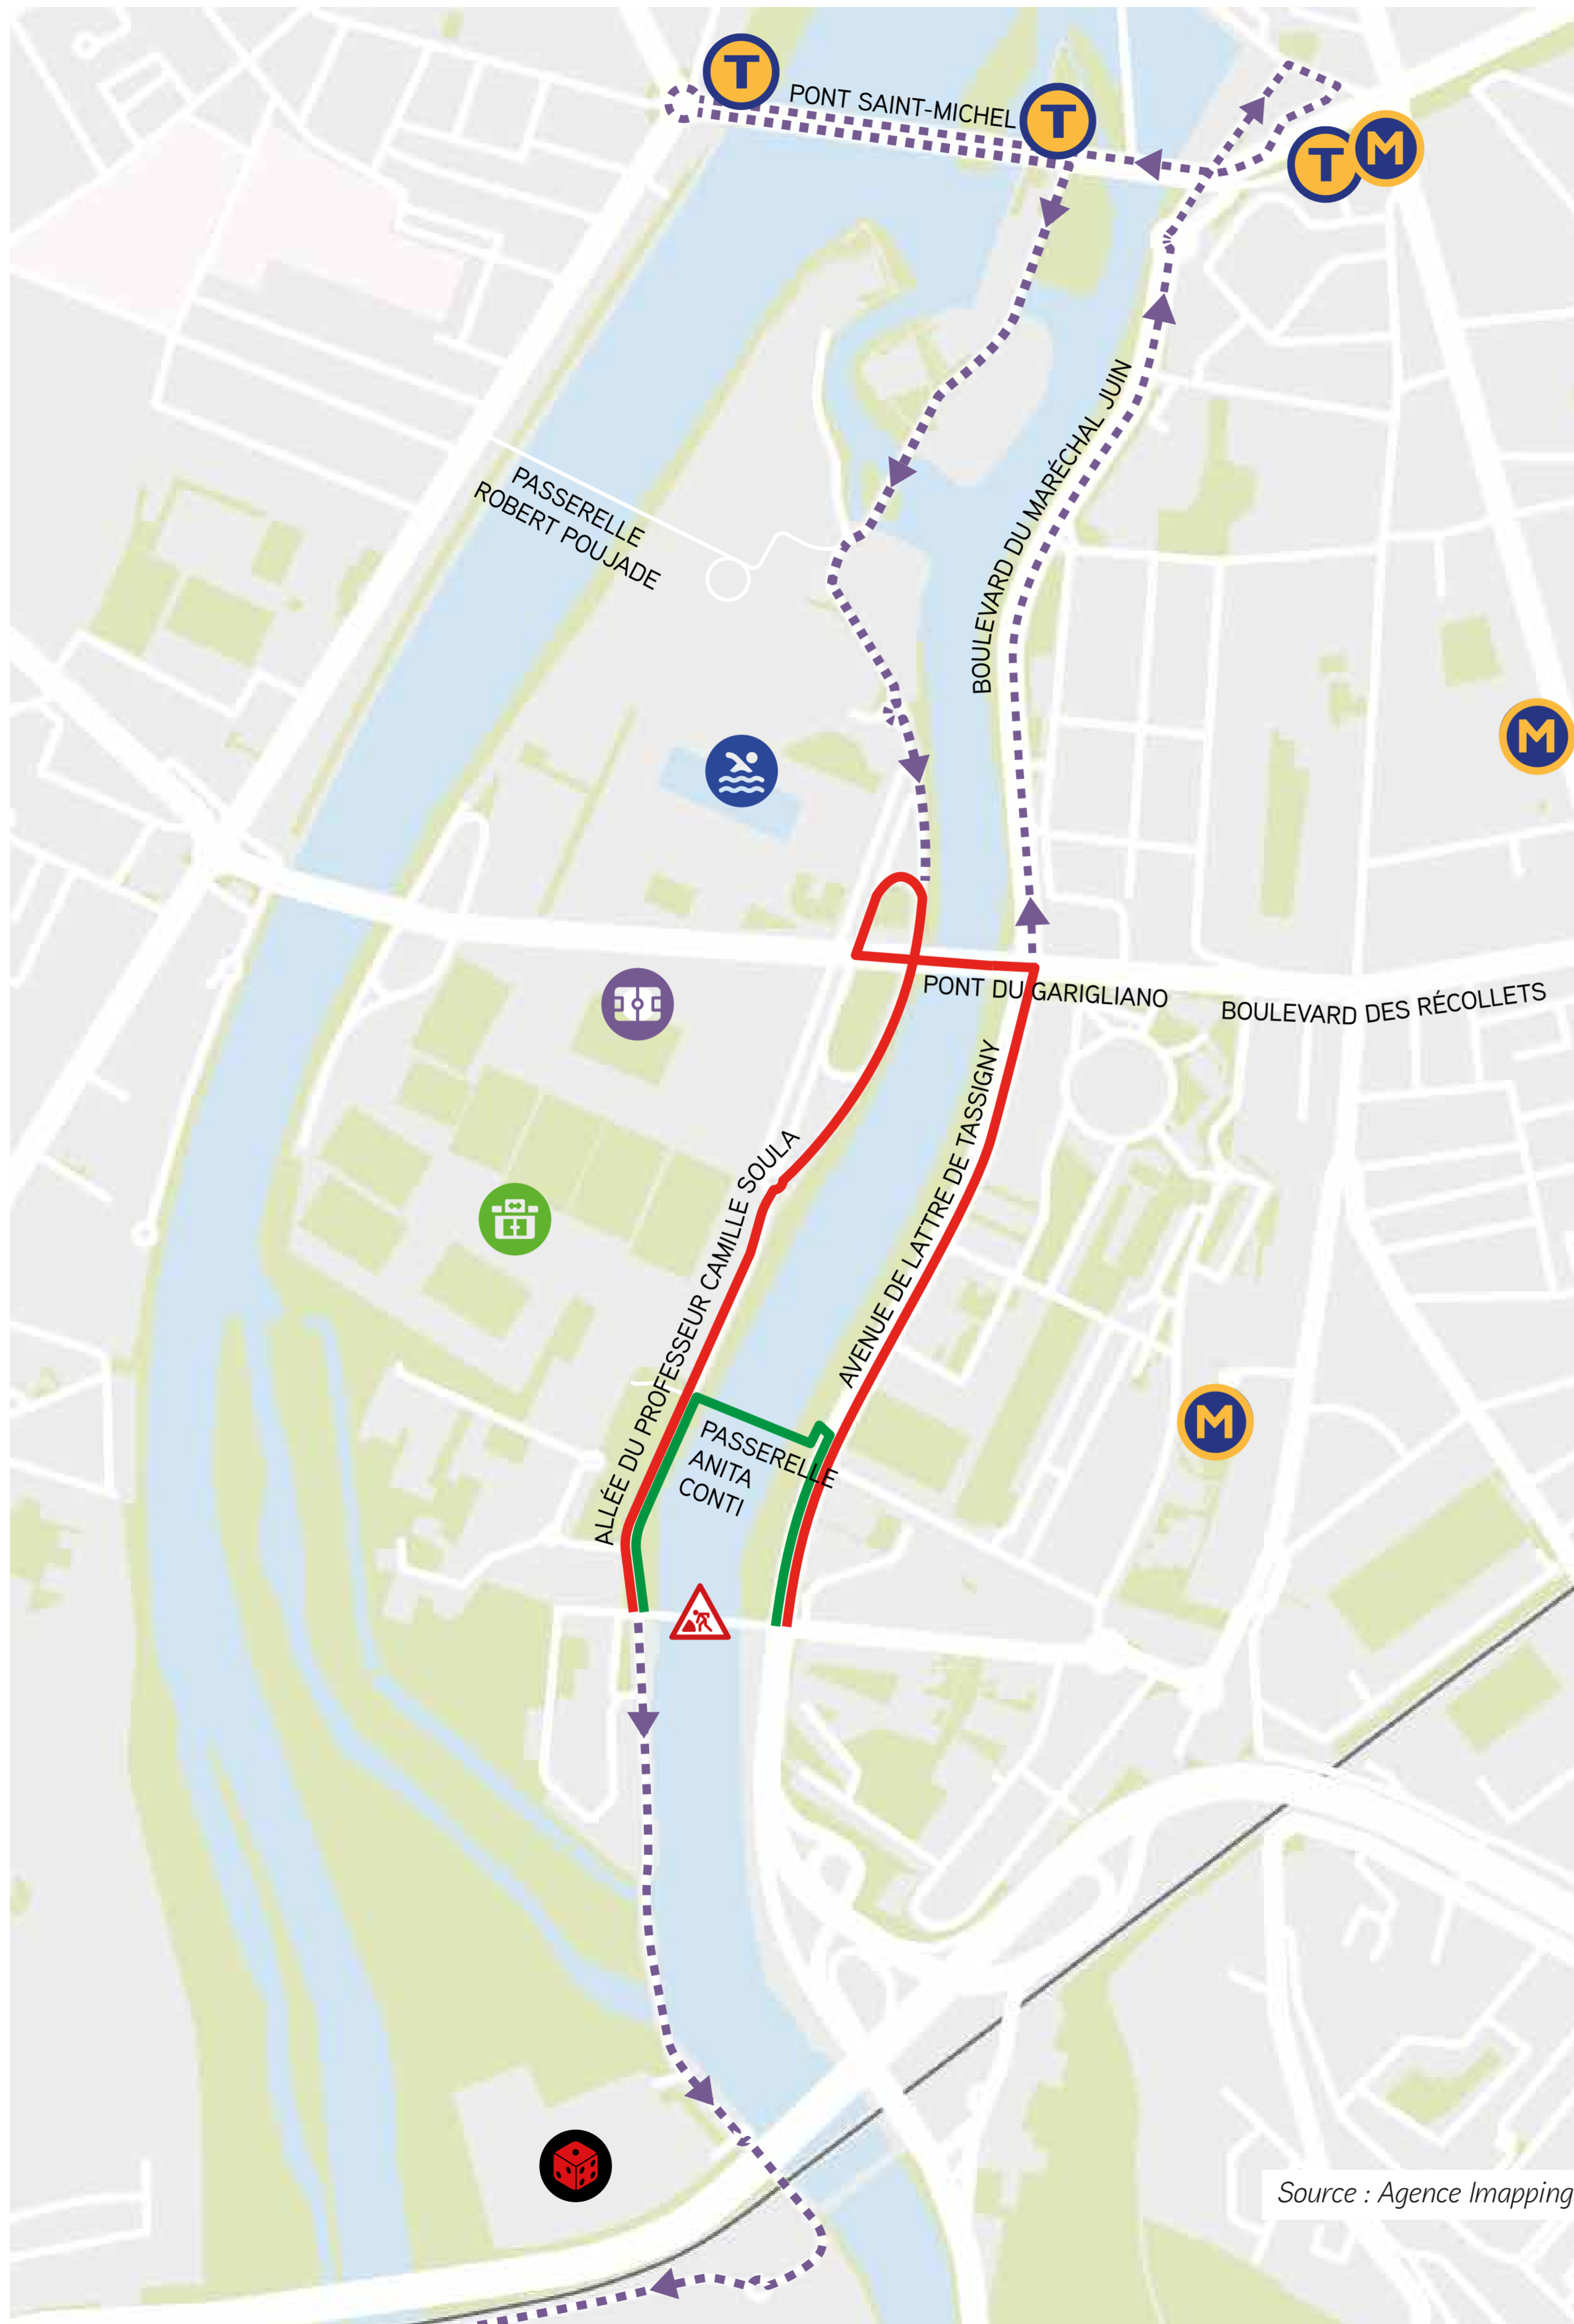 T
PONT SAINT-MICHEL
T
T
M
PASSERELLE
ROBERT POUJADE
BOULEVARD DU MARÉCHAL JUIN
M
PONT DU GARIGLIANO
BOULEVARD DES RÉCOLLETS
ALLÉE DU PROFESSEUR CAMILLE SOULA
AVENUE DE LATTRE DE TASSIGNY
PASSERELLE
ANITA
CONTI
M
Source : Agence Imapping